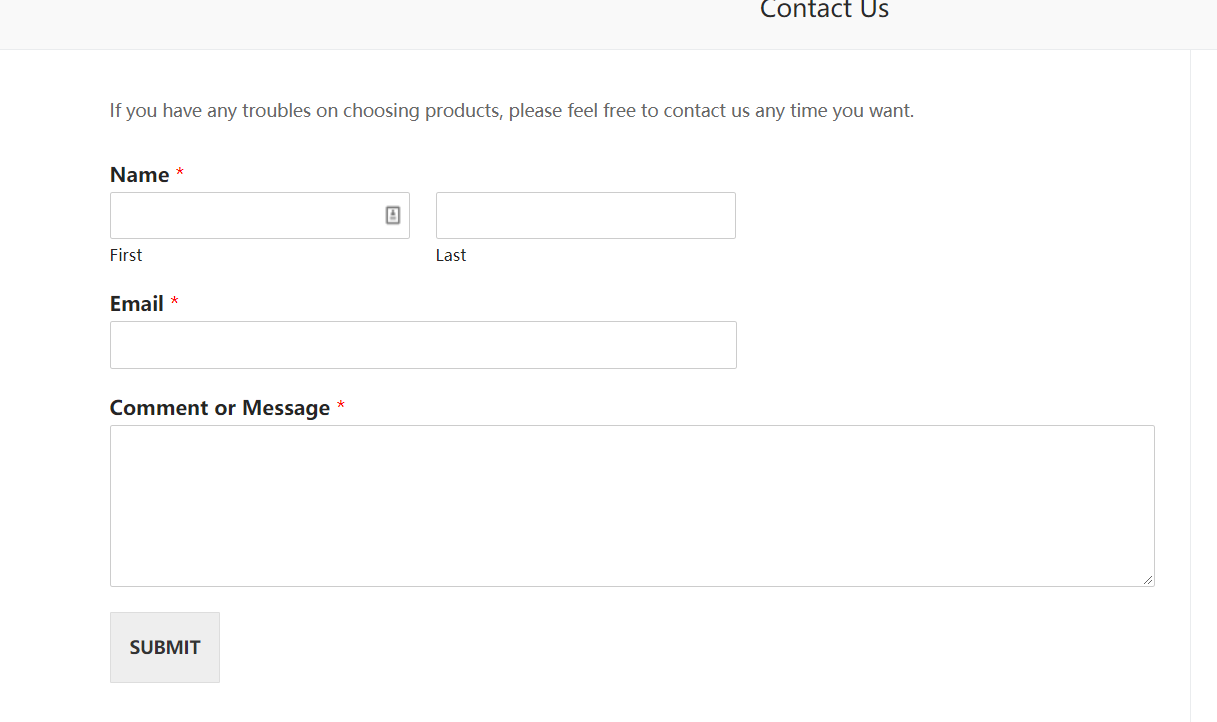 Contact Us
If you have any troubles on choosing products, please feel free to contact us any time you want.
Name *
First Last
Email *
Comment or Message *
SUBMIT